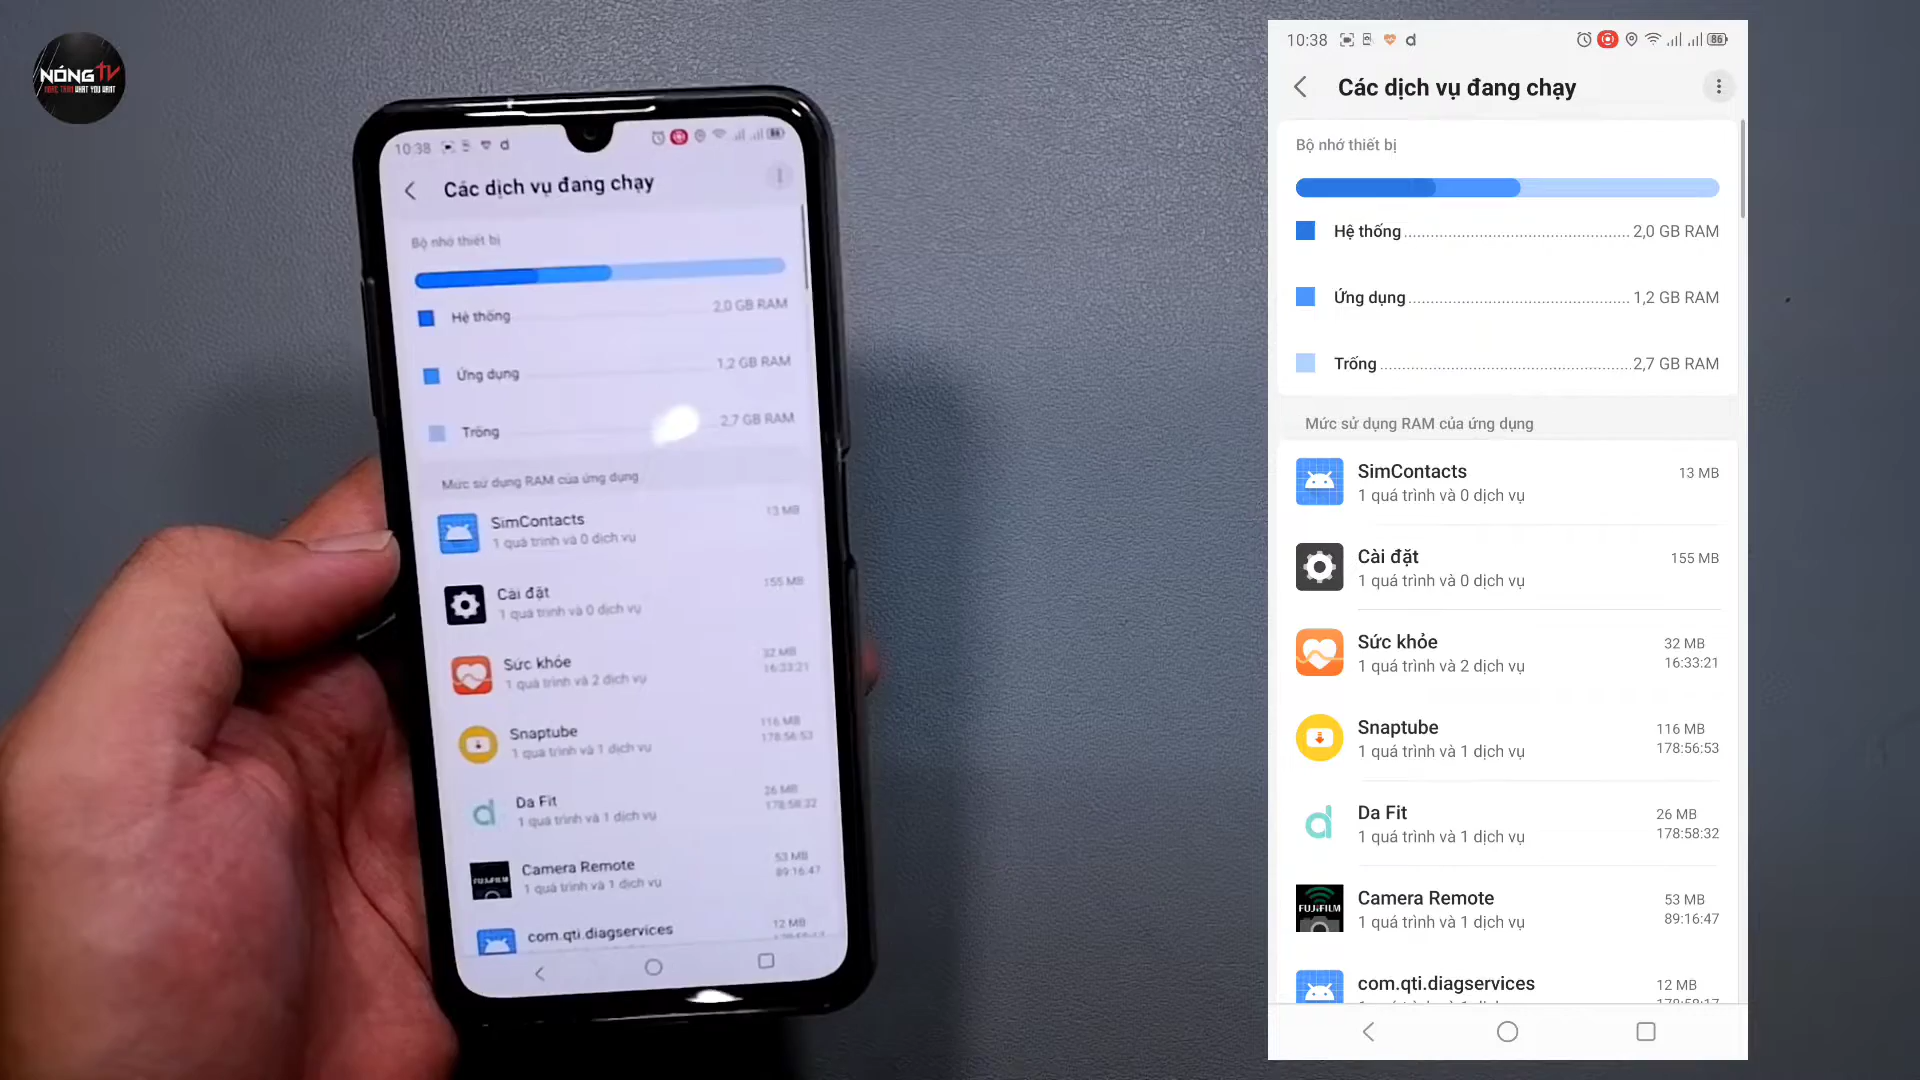 NÓNG TV
MORE THAN WHAT YOU WANT
10:38 d
Các dịch vụ đang chạy
Bộ nhớ thiết bị
Hệ thống 2,0 GB RAM
Ứng dụng 1,2 GB RAM
Trống 2,7 GB RAM
Mức sử dụng RAM của ứng dụng
SimContacts 13 MB
1 quá trình và 0 dịch vụ
Cài đặt 155 MB
1 quá trình và 0 dịch vụ
Sức khỏe 32 MB
1 quá trình và 2 dịch vụ 16:33:21
Snaptube 116 MB
1 quá trình và 1 dịch vụ 178:56:53
Da Fit 26 MB
1 quá trình và 1 dịch vụ 178:58:32
FUJIFILM
Camera Remote 53 MB
1 quá trình và 1 dịch vụ 89:16:47
com.qti.diagservices 12 MB
10:38 d 86
Các dịch vụ đang chạy
Bộ nhớ thiết bị
Hệ thống 2,0 GB RAM
Ứng dụng 1,2 GB RAM
Trống 2,7 GB RAM
Mức sử dụng RAM của ứng dụng
SimContacts 13 MB
1 quá trình và 0 dịch vụ
Cài đặt 155 MB
1 quá trình và 0 dịch vụ
Sức khỏe 32 MB
1 quá trình và 2 dịch vụ 16:33:21
Snaptube 116 MB
1 quá trình và 1 dịch vụ 178:56:53
Da Fit 26 MB
1 quá trình và 1 dịch vụ 178:58:32
FUJIFILM
Camera Remote 53 MB
1 quá trình và 1 dịch vụ 89:16:47
com.qti.diagservices 12 MB